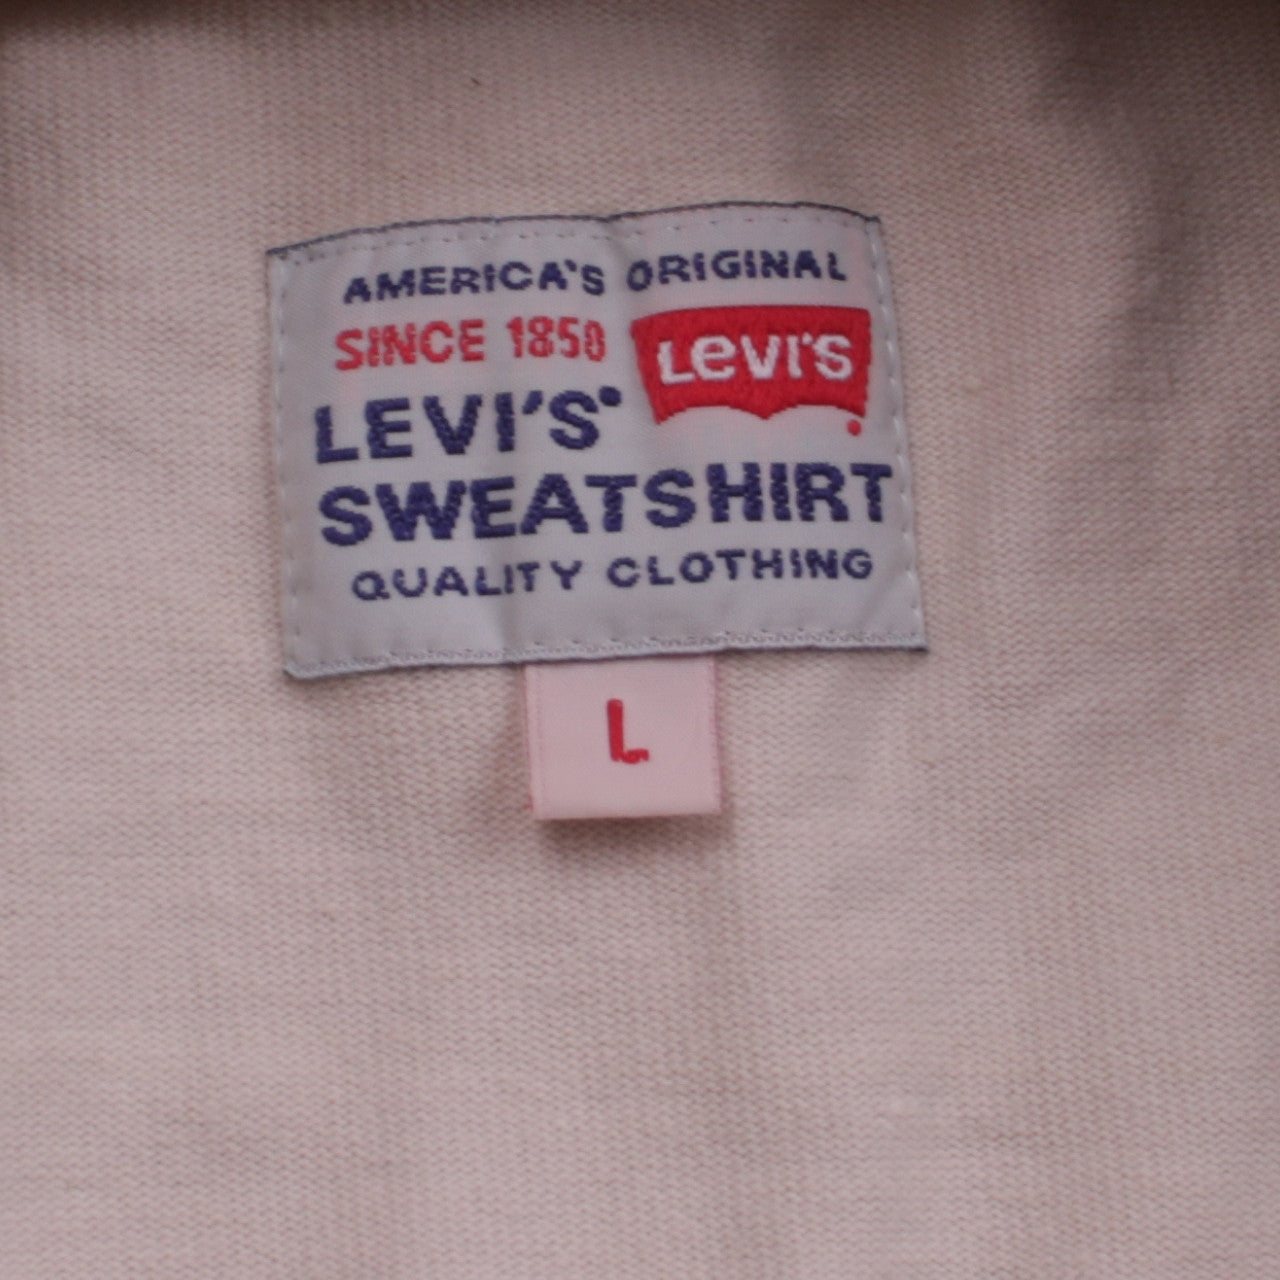 AMERICA'S ORIGINAL
SINCE 1850
LEVI'S
LEVI'S
SWEATSHIRT
QUALITY CLOTHING
L